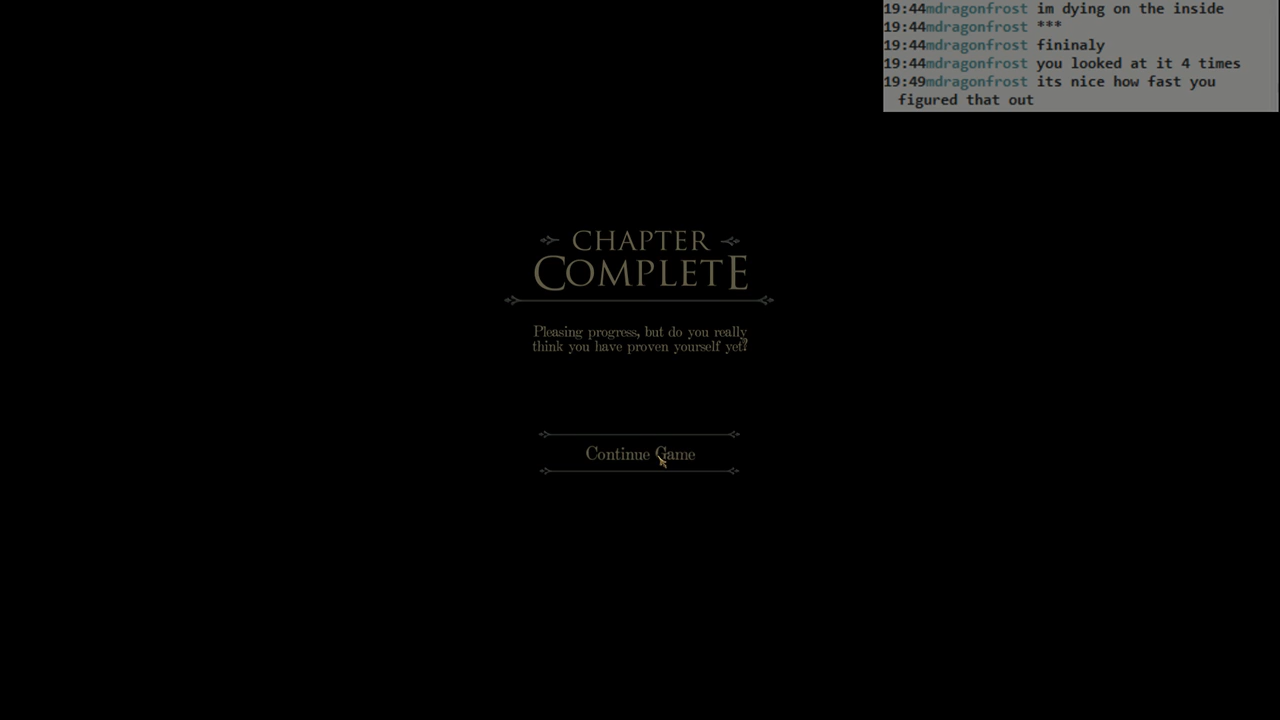 19:44mdragonfrost im dying on the inside
19:44mdragonfrost ***
19:44mdragonfrost fininaly
19:44mdragonfrost you looked at it 4 times
19:49mdragonfrost its nice how fast you
figured that out
CHAPTER
COMPLETE
Pleasing progress, but do you really
think you have proven yourself yet?
Continue Game